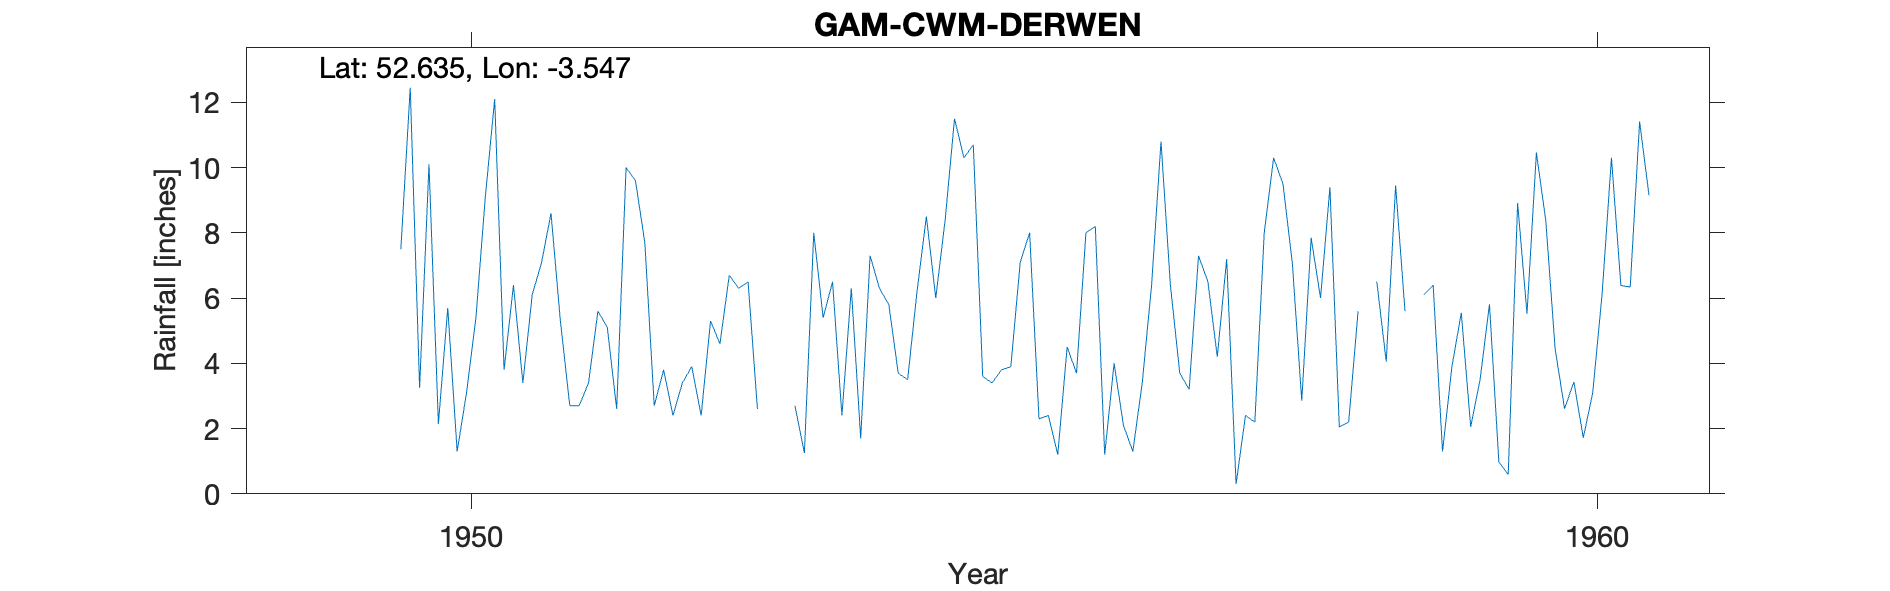 GAM-CWM-DERWEN
Lat: 52.635, Lon: -3.547
12
10
8
6
4
2
0
Rainfall [inches]
1950
1960
Year